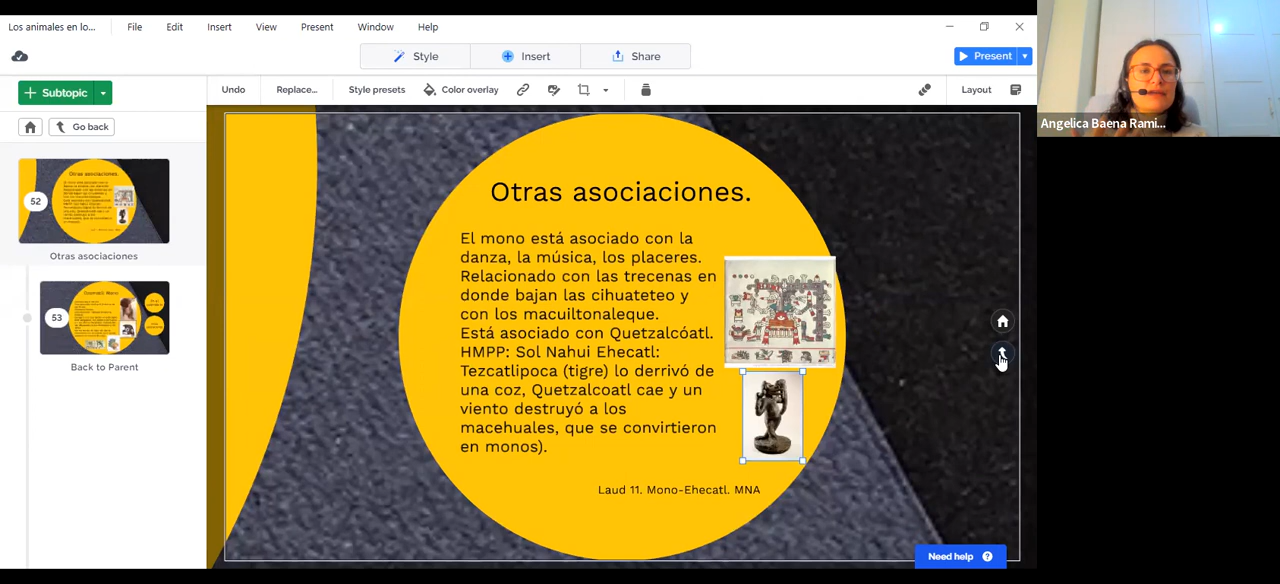 Los animales en lo...
File
Edit
Insert
View
Present
Window
Help
Style
Insert
Share
Present
Subtopic
Undo
Replace...
Style presets
Color overlay
Layout
Go back
52
Otras asociaciones
53
Back to Parent
Otras asociaciones.
El mono está asociado con la
danza, la música, los placeres.
Relacionado con las trecenas en
donde bajan las cihuateteo y
con los macuiltonaleque.
Está asociado con Quetzalcóatl.
HMPP: Sol Nahui Ehecatl:
Tezcatlipoca (tigre) lo derrivó de
una coz, Quetzalcoatl cae y un
viento destruyó a los
macehuales, que se convirtieron
en monos).
Laud 11. Mono-Ehecatl. MNA
Need help ?
Angelica Baena Rami...